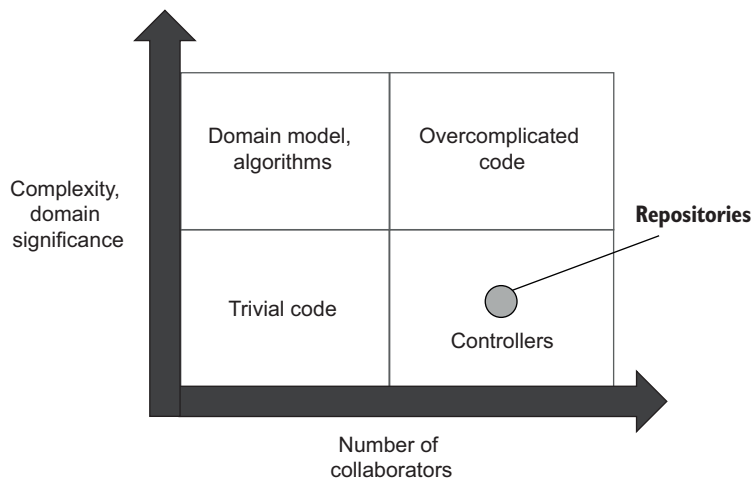 Domain model,
algorithms
Overcomplicated
code
Complexity,
domain
significance
Repositories
Trivial code
Controllers
Number of
collaborators